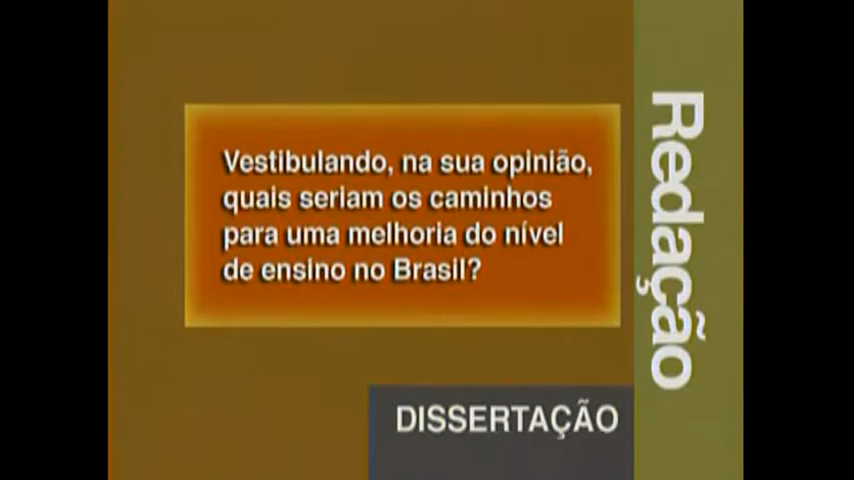 Vestibulando, na sua opinião,
quais seriam os caminhos
para uma melhoria do nível
de ensino no Brasil?
Redação
DISSERTAÇÃO